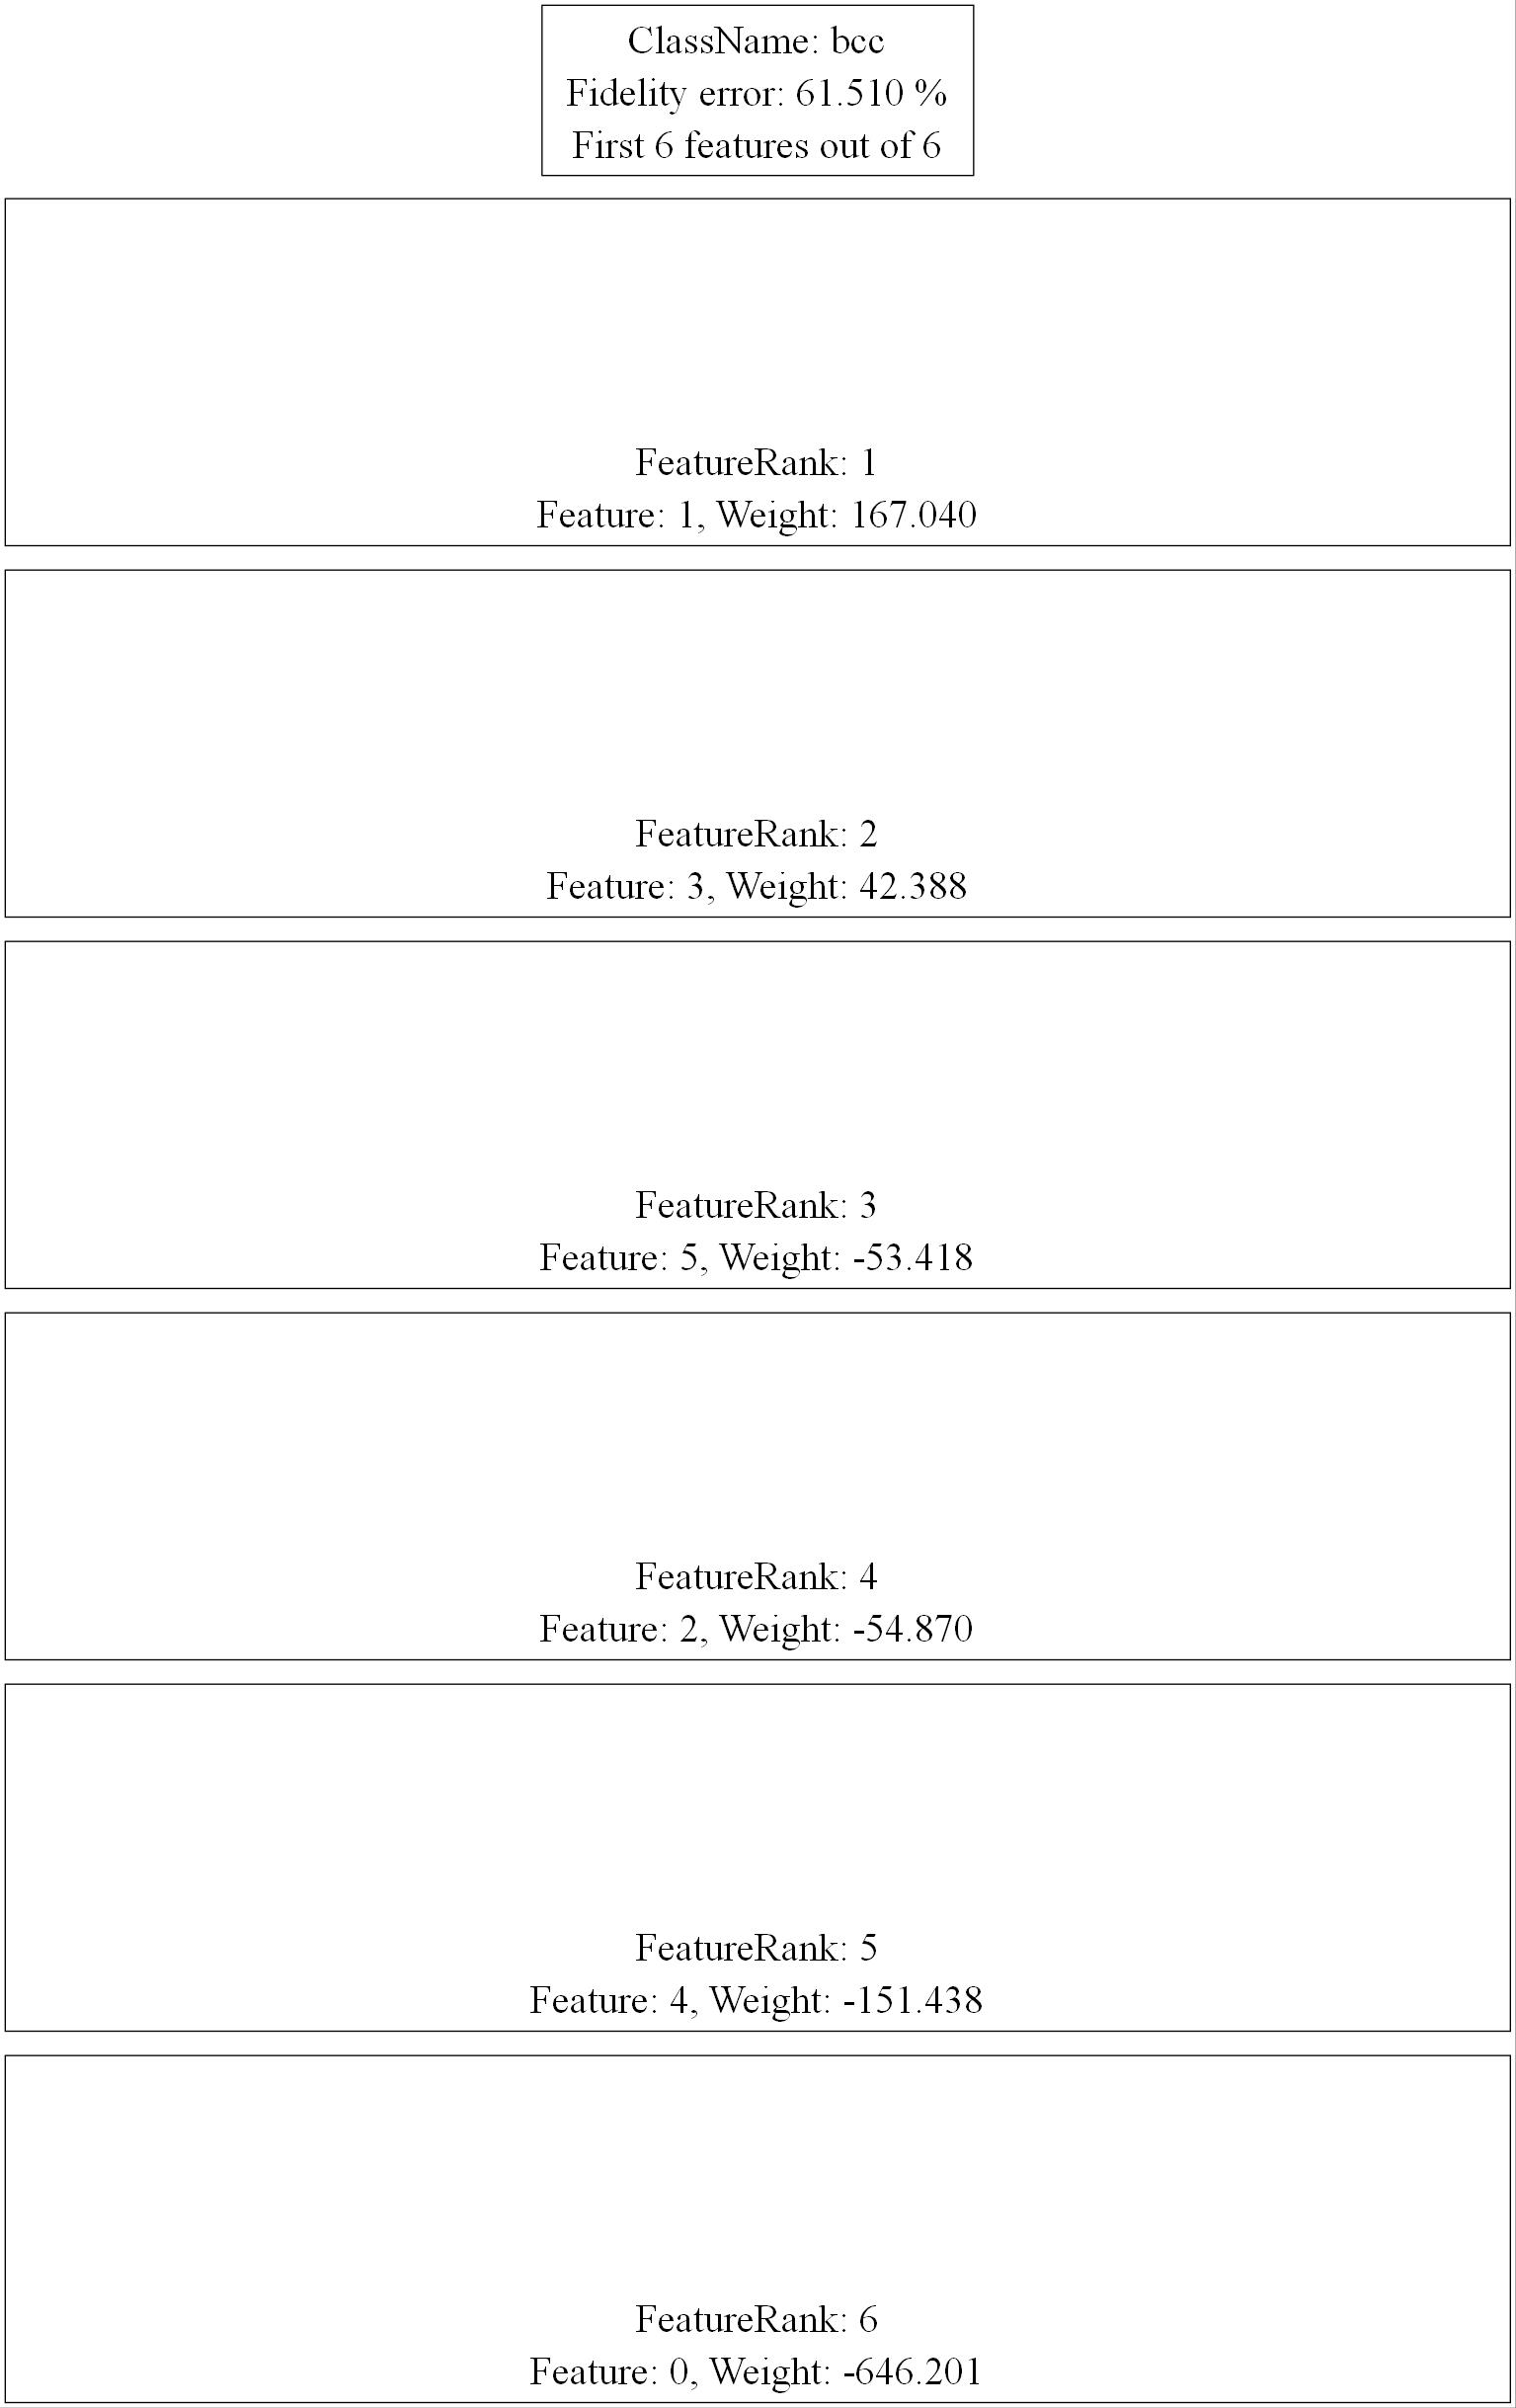 ClassName: bcc
Fidelity error: 61.510 %
First 6 features out of 6
FeatureRank: 1
Feature: 1, Weight: 167.040
FeatureRank: 2
Feature: 3, Weight: 42.388
FeatureRank: 3
Feature: 5, Weight: -53.418
FeatureRank: 4
Feature: 2, Weight: -54.870
FeatureRank: 5
Feature: 4, Weight: -151.438
FeatureRank: 6
Feature: 0, Weight: -646.201